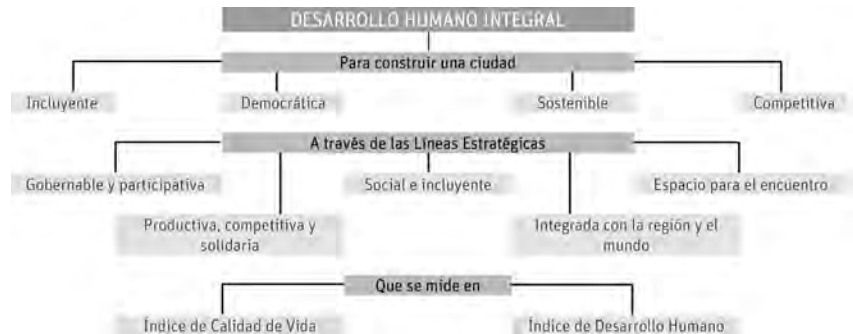 DESARROLLO HUMANO INTEGRAL
Para construir una ciudad
Incluyente
Democrática
Sostenible
Competitiva
A través de las Líneas Estratégicas
Gobernable y participativa
Social e incluyente
Espacio para el encuentro
Productiva, competitiva y
solidaria
Integrada con la región y el
mundo
Que se mide en
Índice de Calidad de Vida
Índice de Desarrollo Humano